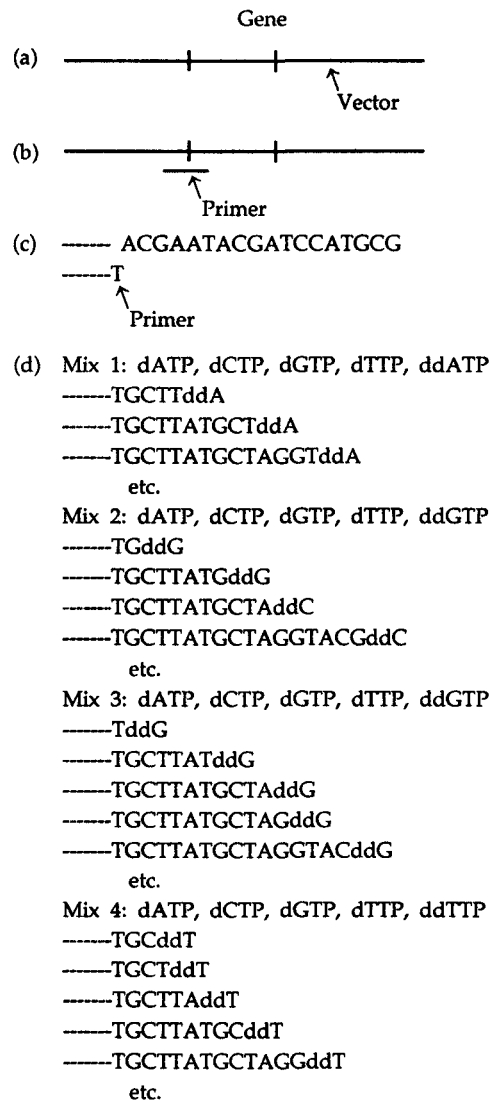 Gene
(a)
Vector
(b)
Primer
(c) ------- ACGAATACGATCCATGCG
-------T
Primer
(d) Mix 1: dATP, dCTP, dGTP, dTTP, ddATP
-------TGCTTddA
-------TGCTTATGCTddA
-------TGCTTATGCTAGGTddA
etc.
Mix 2: dATP, dCTP, dGTP, dTTP, ddGTP
-------TGddG
-------TGCTTATGddG
-------TGCTTATGCTAddC
-------TGCTTATGCTAGGTACGddC
etc.
Mix 3: dATP, dCTP, dGTP, dTTP, ddGTP
-------TddG
-------TGCTTATddG
-------TGCTTATGCTAddG
-------TGCTTATGCTAGddG
-------TGCTTATGCTAGGTACddG
etc.
Mix 4: dATP, dCTP, dGTP, dTTP, ddTTP
-------TGCddT
-------TGCTddT
-------TGCTTAddT
-------TGCTTATGCddT
-------TGCTTATGCTAGGddT
etc.